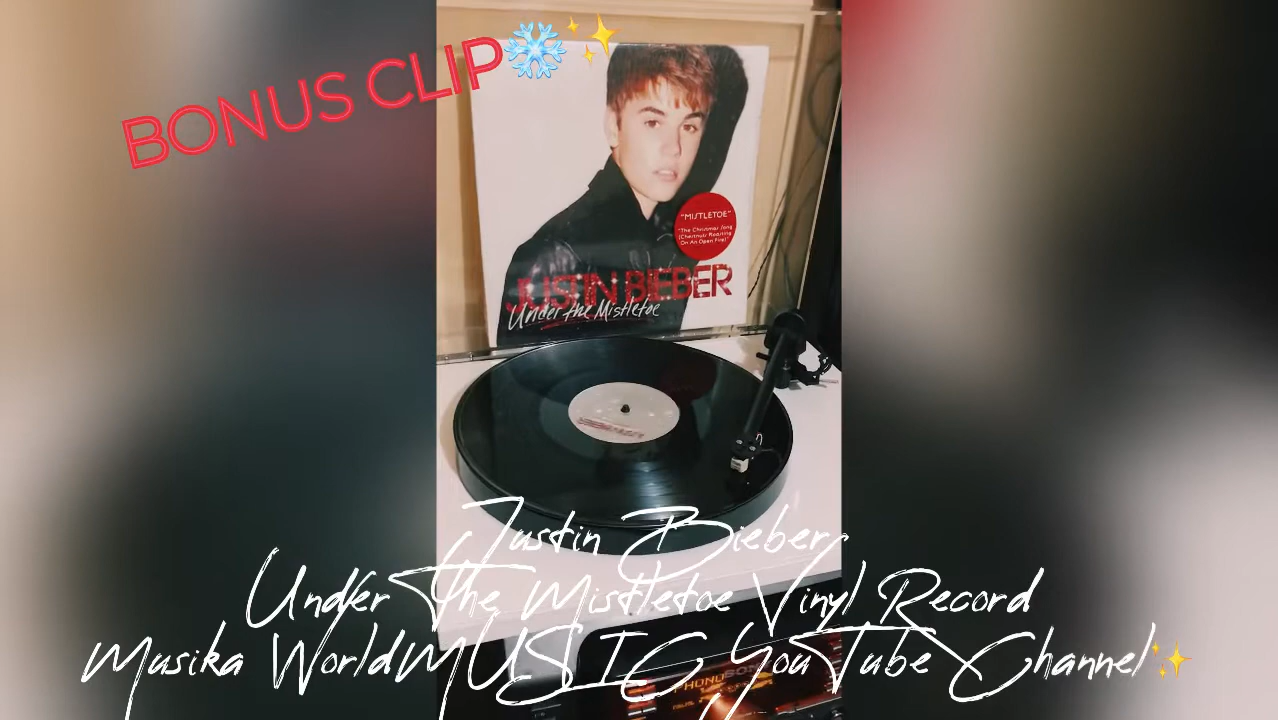 BONUS CLIP❄️✨
"MISTLETOE"
"The Christmas Song
(Chestnuts Roasting
On An Open Fire)"
JUSTIN BIEBER
Under the Mistletoe
Justin Bieber
Under The Mistletoe Vinyl Record
Musika WorldMUSIC YouTube Channel✨